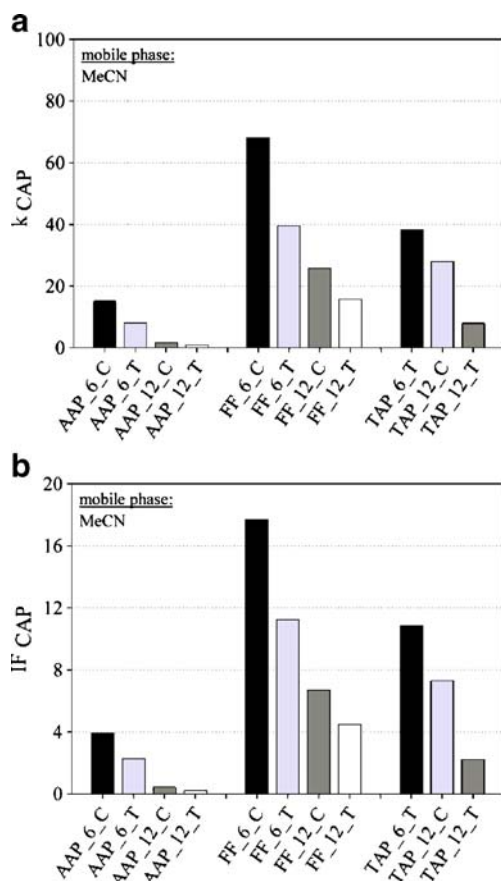 a
100
80
60
40
20
0
k CAP
mobile phase:
MeCN
AAP_6_C
AAP_6_T
AAP_12_C
AAP_12_T
FF_6_C
FF_6_T
FF_12_C
FF_12_T
TAP_6_T
TAP_12_C
TAP_12_T
b
20
16
12
8
4
0
IF CAP
mobile phase:
MeCN
AAP_6_C
AAP_6_T
AAP_12_C
AAP_12_T
FF_6_C
FF_6_T
FF_12_C
FF_12_T
TAP_6_T
TAP_12_C
TAP_12_T